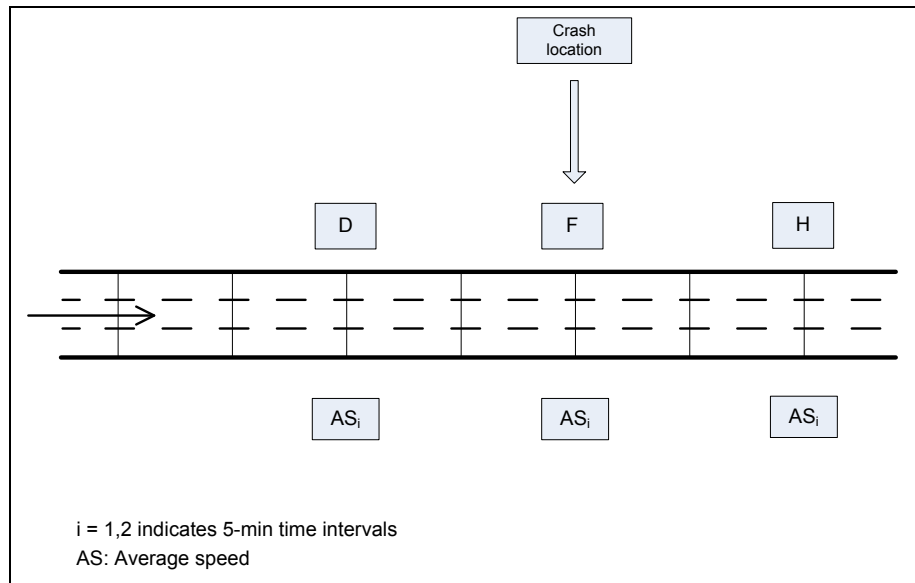 Crash
location
D
F
H
ASᵢ
ASᵢ
ASᵢ
i = 1,2 indicates 5-min time intervals
AS: Average speed